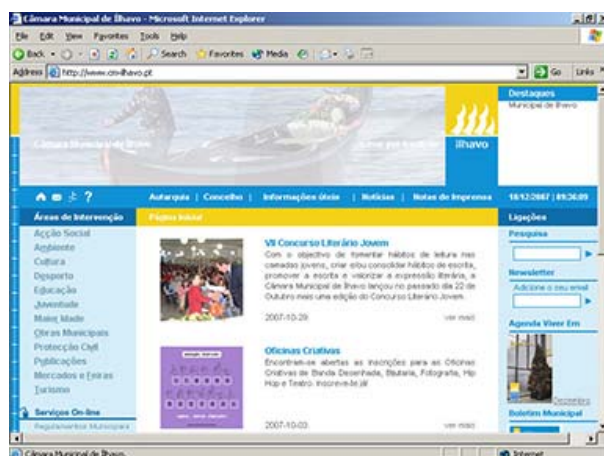 Câmara Municipal de Ílhavo - Microsoft Internet Explorer
File Edit View Favorites Tools Help
Back Search Favorites Media
Address http://www.cm-ilhavo.pt Go Links
Destaques
Municipal de Ílhavo
Câmara Municipal de Ílhavo
ilhavo
Autarquia | Concelho | Informações úteis | Notícias | Notas de Imprensa
18/12/2007 | 09:36:09
Áreas de Intervenção
Acção Social
Ambiente
Cultura
Desporto
Educação
Juventude
Maior Idade
Obras Municipais
Protecção Civil
Publicações
Mercados e Feiras
Turismo
Serviços On-line
Regulamentos Municipais
Página Inicial
VII Concurso Literário Jovem
Com o objectivo de fomentar hábitos de leitura nas
camadas jovens, criar e/ou consolidar hábitos de escrita,
promover a escrita e valorizar a expressão literária, a
Câmara Municipal de Ílhavo lançou no passado dia 22 de
Outubro mais uma edição do Concurso Literário Jovem.
2007-10-29 ver mais
Oficinas Criativas
Encontram-se abertas as inscrições para as Oficinas
Criativas de Banda Desenhada, Bijutaria, Fotografia, Hip
Hop e Teatro. Inscreve-te já!
2007-10-03 ver mais
Ligações
Pesquisa
Newsletter
Adicione o seu email
Agenda Viver Em
Dezembro
Boletim Municipal
Câmara Municipal de Ílhavo.
Internet